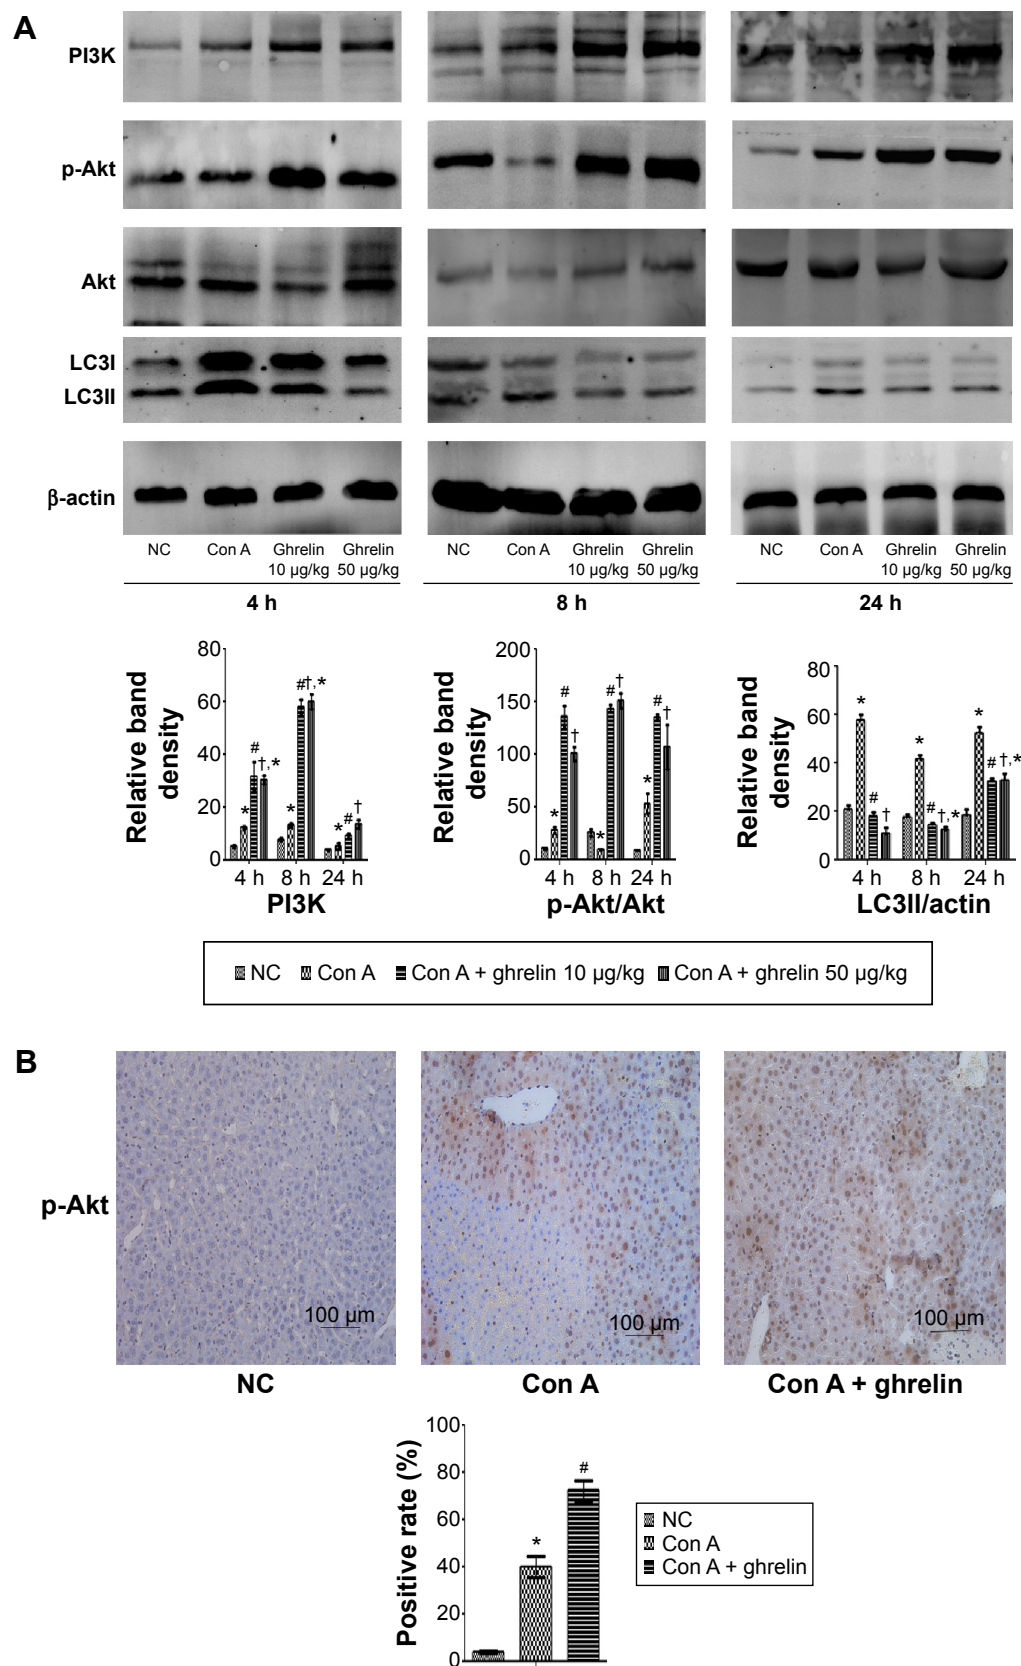 A
PI3K
p-Akt
Akt
LC3I
LC3II
β-actin
NC Con A Ghrelin 10 µg/kg Ghrelin 50 µg/kg NC Con A Ghrelin 10 µg/kg Ghrelin 50 µg/kg NC Con A Ghrelin 10 µg/kg Ghrelin 50 µg/kg
4 h 8 h 24 h
Relative band
density
80
60
40
20
0
* # †,* * # †,* * # †
4 h 8 h 24 h
PI3K
Relative band
density
200
150
100
50
0
* # † * # † * # †
4 h 8 h 24 h
p-Akt/Akt
Relative band
density
80
60
40
20
0
* # † * # †,* * # †,*
4 h 8 h 24 h
LC3II/actin
NC Con A Con A + ghrelin 10 µg/kg Con A + ghrelin 50 µg/kg
B
p-Akt
100 µm 100 µm 100 µm
NC Con A Con A + ghrelin
Positive rate (%)
100
80
60
40
20
0
* #
NC
Con A
Con A + ghrelin